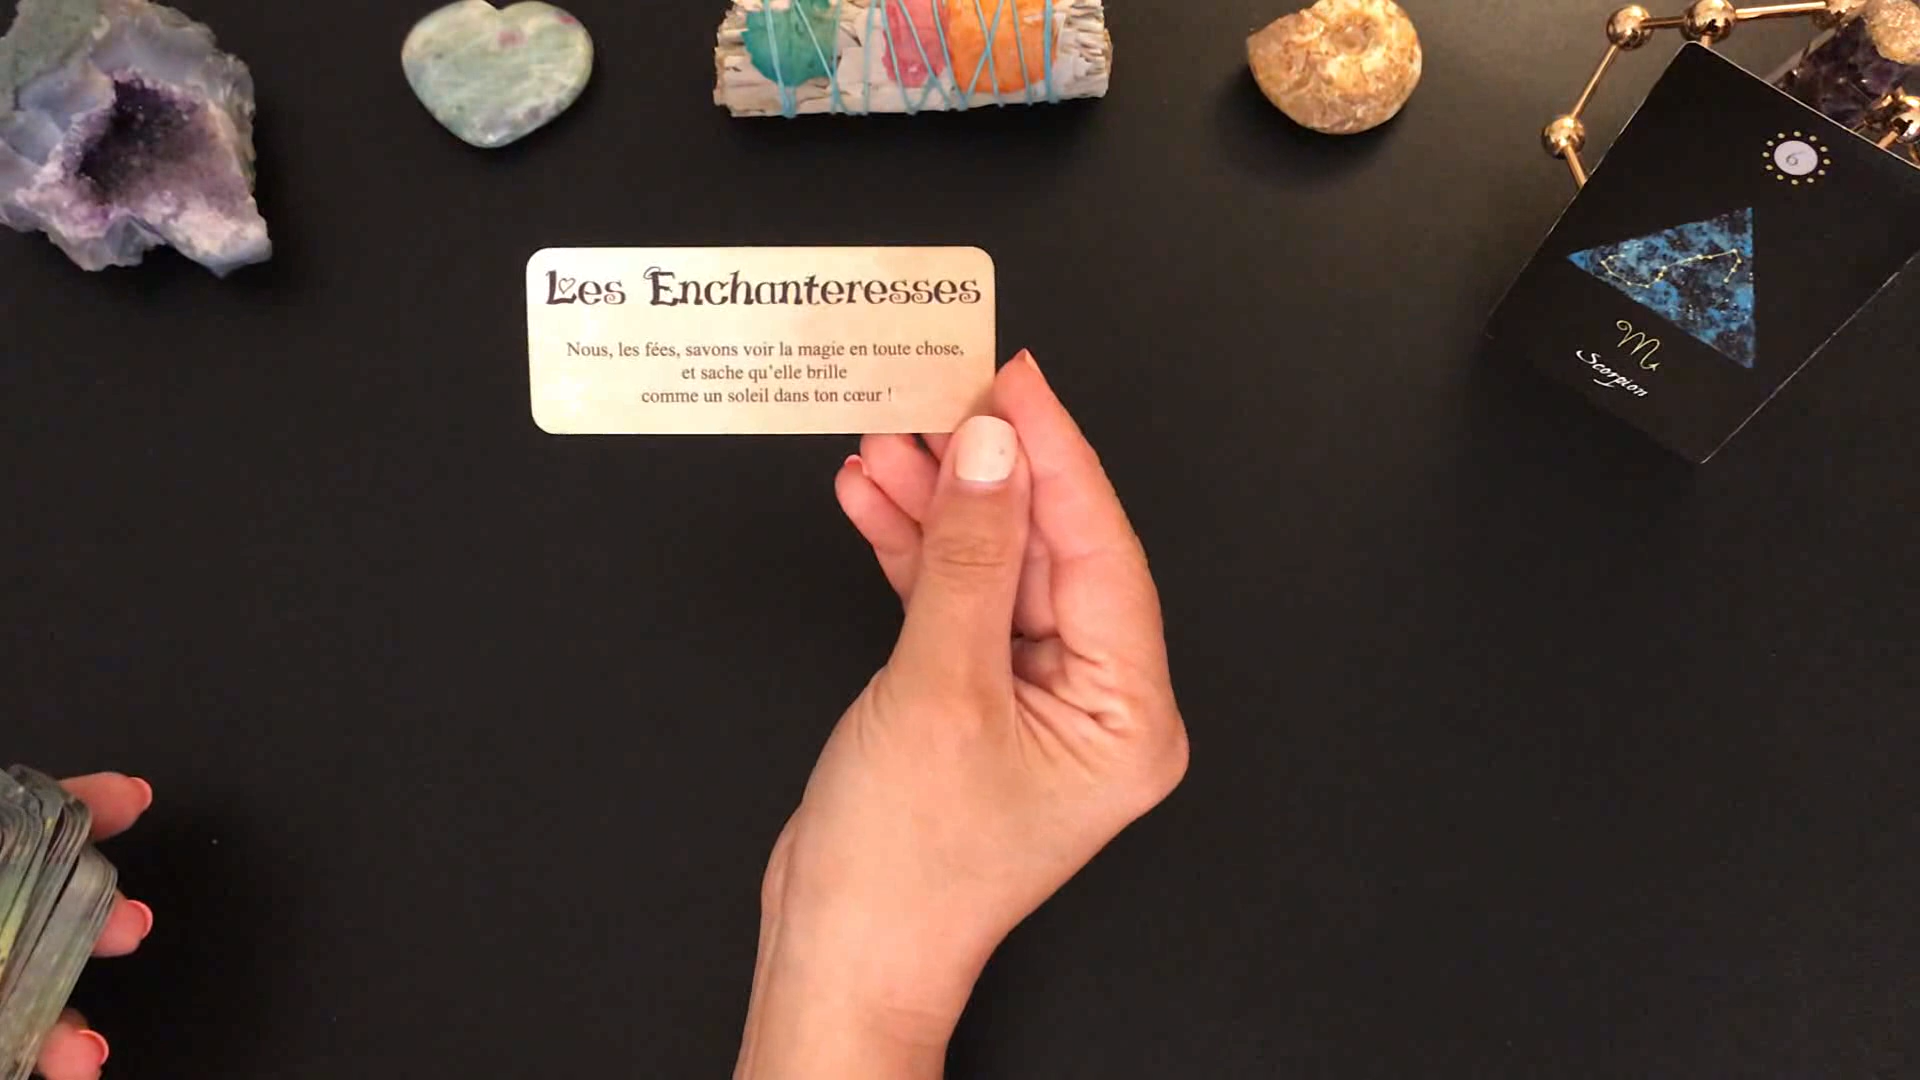 Les Enchanteresses
Nous, les fées, savons voir la magie en toute chose,
et sache qu'elle brille
comme un soleil dans ton cœur !
6
Scorpion